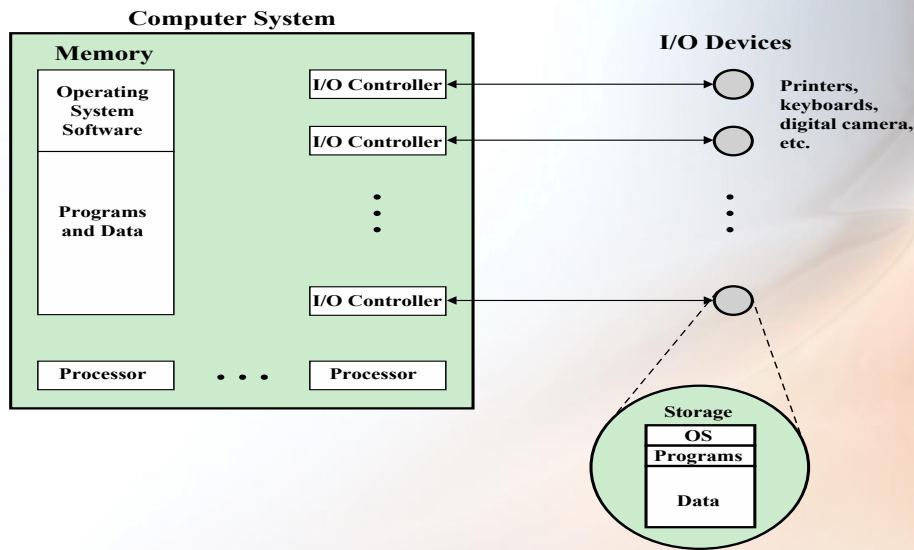 Computer System
Memory
Operating
System
Software
Programs
and Data
I/O Controller
I/O Controller
I/O Controller
Processor
Processor
I/O Devices
Printers,
keyboards,
digital camera,
etc.
Storage
OS
Programs
Data